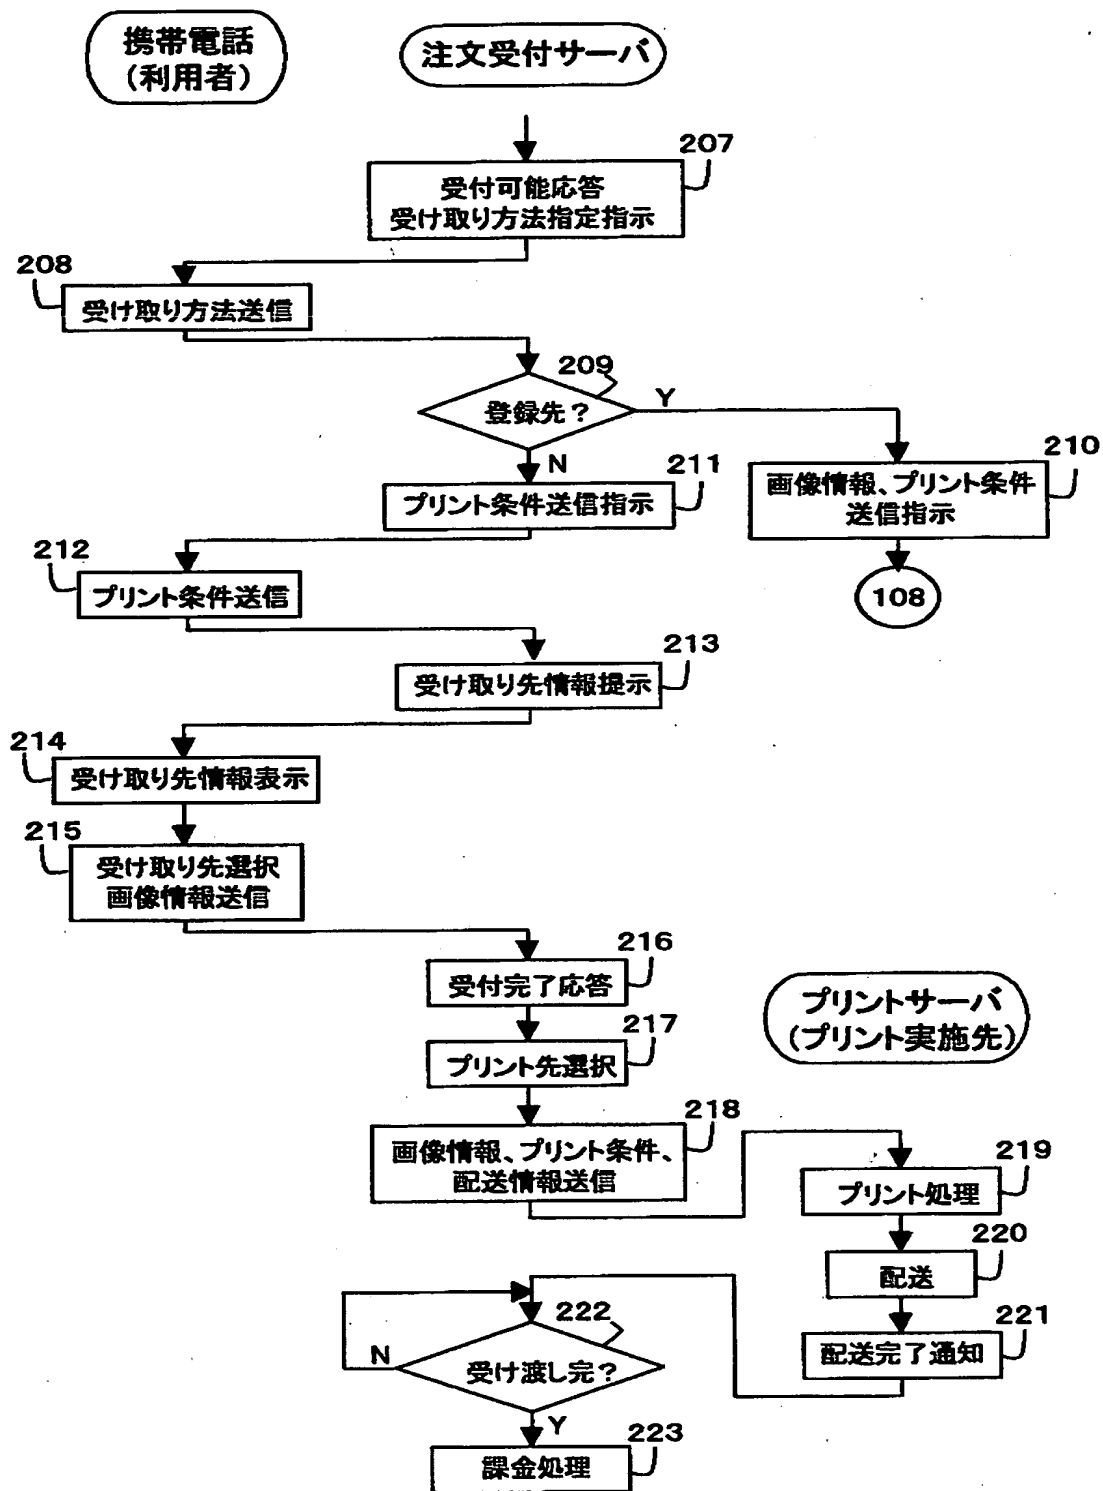 携帯電話
(利用者)
注文受付サーバ
207
受付可能応答
受け取り方法指定指示
208
受け取り方法送信
209
登録先？
Y
N
210
画像情報、プリント条件
送信指示
108
211
プリント条件送信指示
212
プリント条件送信
213
受け取り先情報提示
214
受け取り先情報表示
215
受け取り先選択
画像情報送信
216
受付完了応答
プリントサーバ
(プリント実施先)
217
プリント先選択
218
画像情報、プリント条件、
配送情報送信
219
プリント処理
220
配送
221
配送完了通知
222
受け渡し完？
N
Y
223
課金処理